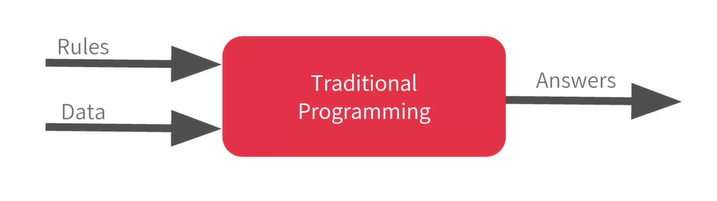 Rules
Data
Traditional
Programming
Answers